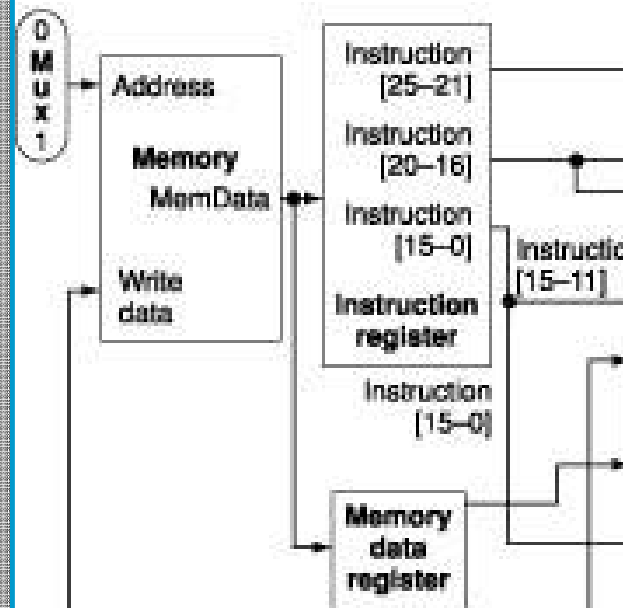 0
M
u
x
1
Address
Memory
MemData
Write
data
Instruction
[25–21]
Instruction
[20–16]
Instruction
[15–0]
Instruction
register
Instructio
[15–11]
Instruction
[15–0]
Memory
data
register